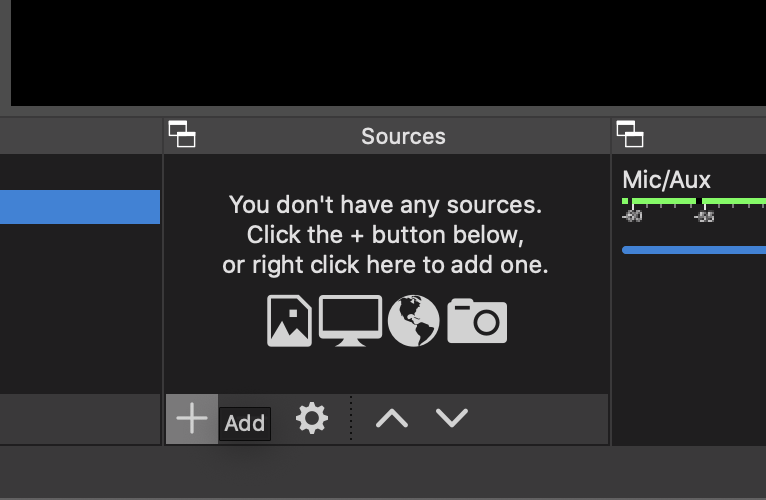 Sources
Mic/Aux
You don't have any sources.
Click the + button below,
or right click here to add one.
-60
-55
Add